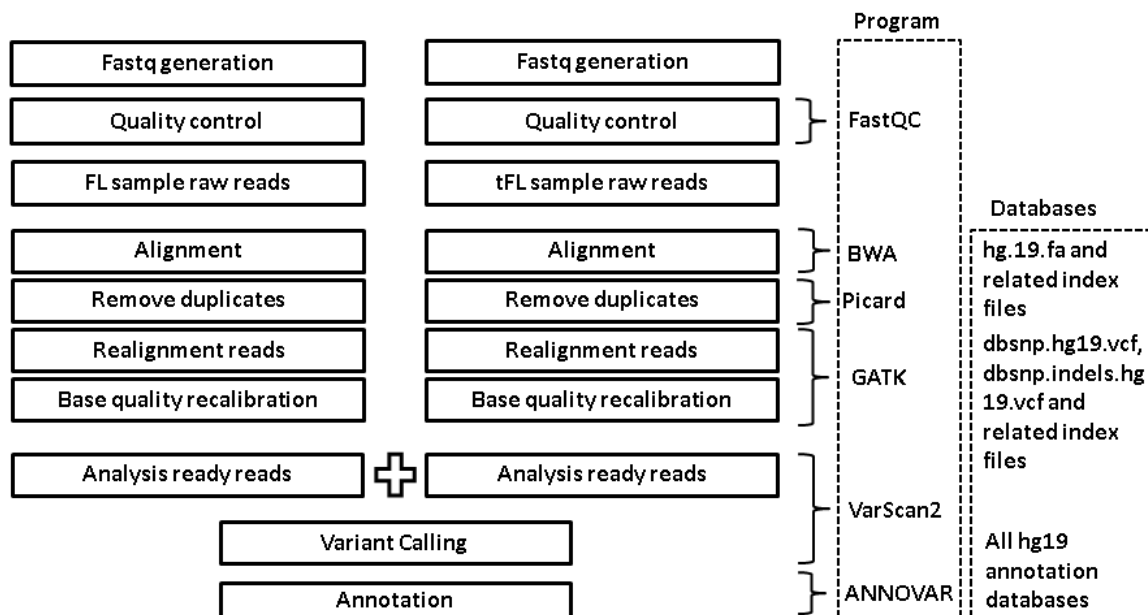 Program
Fastq generation
Fastq generation
Quality control
Quality control
FastQC
FL sample raw reads
tFL sample raw reads
Databases
Alignment
Alignment
BWA
hg.19.fa and
related index
files
Remove duplicates
Remove duplicates
Picard
Realignment reads
Realignment reads
Base quality recalibration
Base quality recalibration
GATK
dbsnp.hg19.vcf,
dbsnp.indels.hg
19.vcf and
related index
files
Analysis ready reads
Analysis ready reads
Variant Calling
VarScan2
Annotation
ANNOVAR
All hg19
annotation
databases